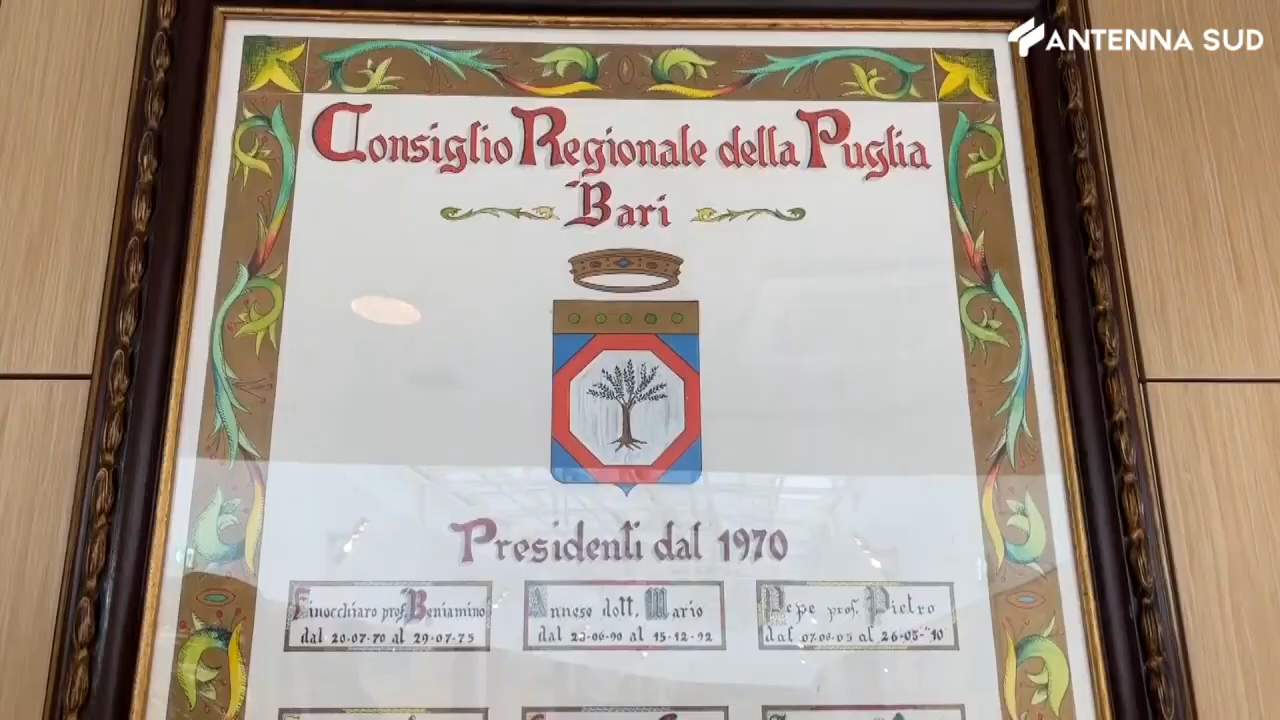 ANTENNA SUD
Consiglio Regionale della Puglia
Bari
Presidenti dal 1970
Finocchiaro prof. Beniamino
dal 20-07-70 al 29-07-75
Annese dott. Mario
dal 23-06-90 al 15-12-92
Pepe prof. Pietro
dal 07-06-05 al 26-05-"10